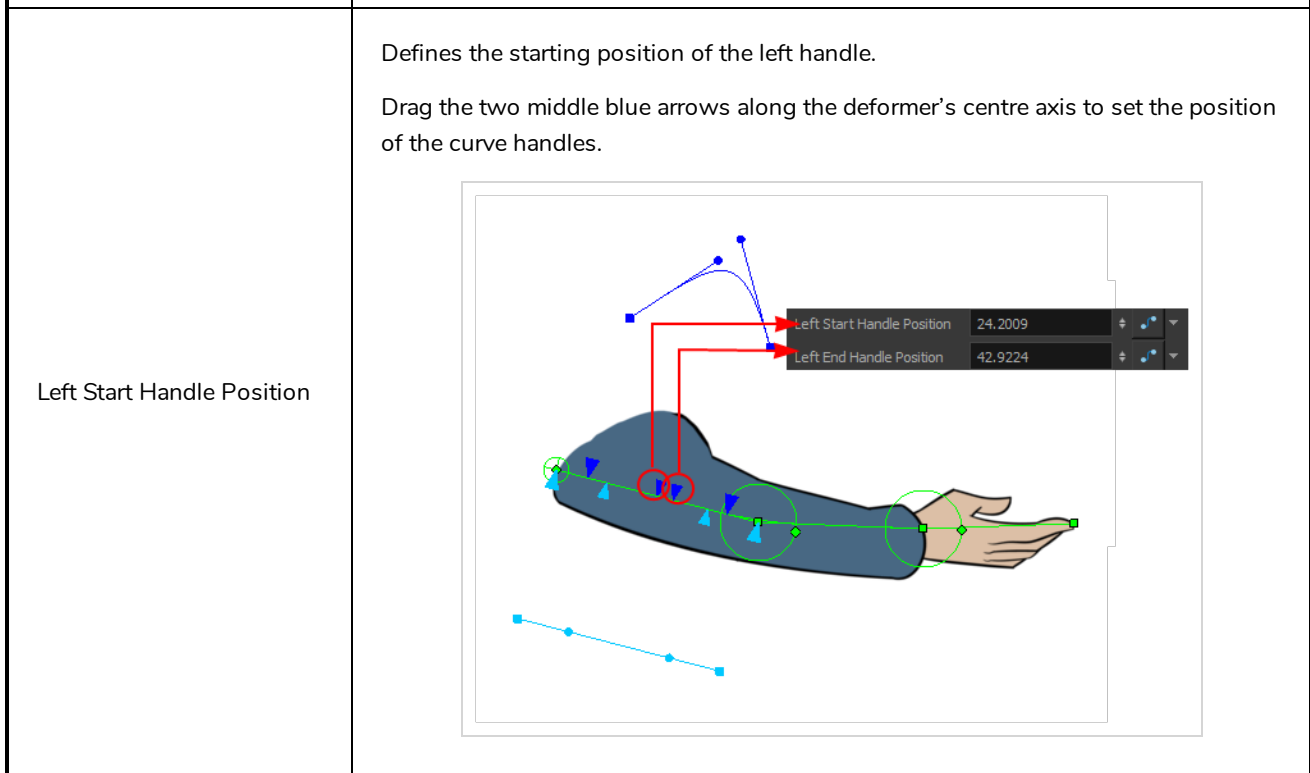 Defines the starting position of the left handle.
Drag the two middle blue arrows along the deformer’s centre axis to set the position
of the curve handles.
Left Start Handle Position 24.2009
Left End Handle Position 42.9224
Left Start Handle Position